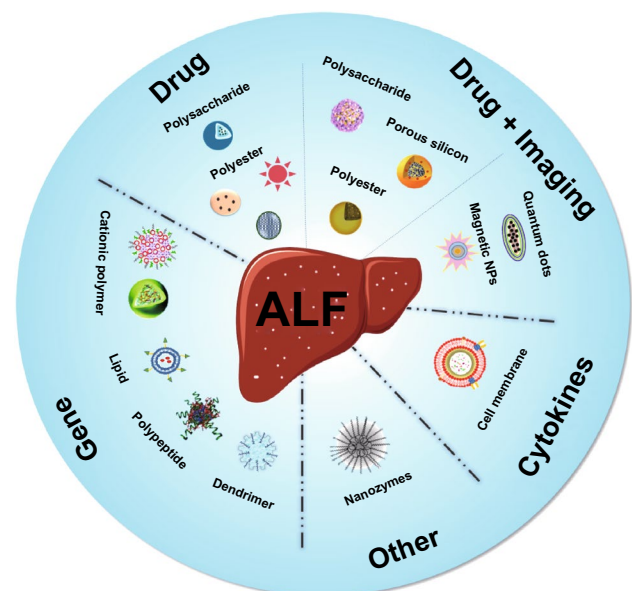 Drug
Polysaccharide
Polyester
Polysaccharide
Porous silicon
Polyester
Drug + Imaging
Quantum dots
Magnetic NPs
Cationic polymer
ALF
Lipid
Polypeptide
Dendrimer
Gene
Cell membrane
Cytokines
Nanozymes
Other